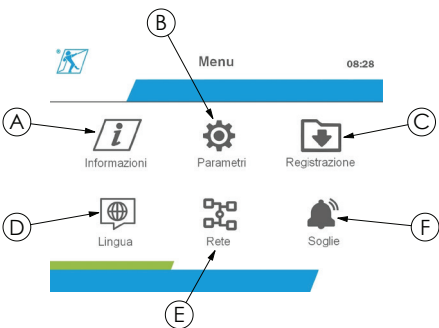 B
Menu 08:28
A C
Informazioni Parametri Registrazione
D F
Lingua Rete Soglie
E